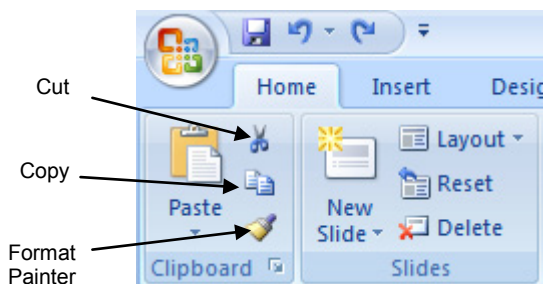 Home Insert Desig
Cut
Copy
Format
Painter
Paste
Clipboard
New
Slide
Layout
Reset
Delete
Slides